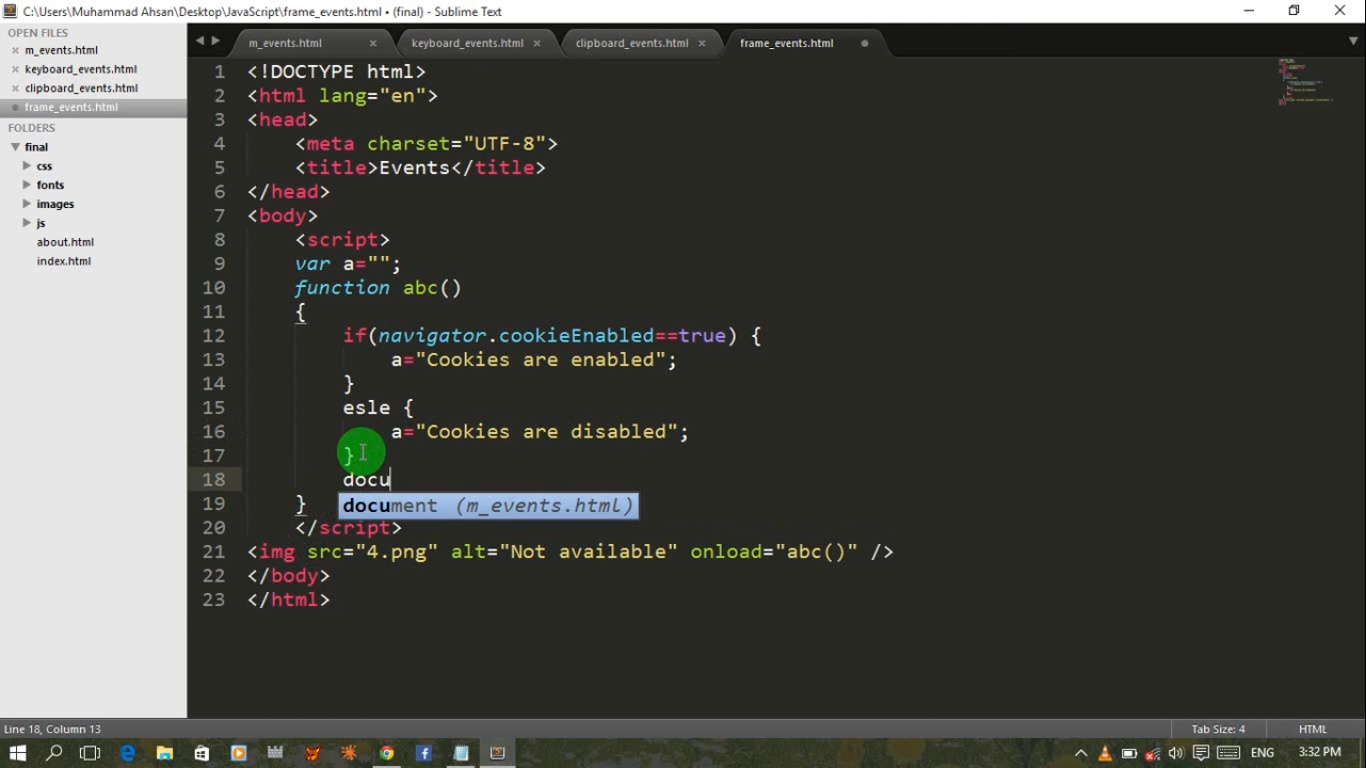 C:\Users\Muhammad Ahsan\Desktop\JavaScript\frame_events.html • (final) - Sublime Text
OPEN FILES
m_events.html
keyboard_events.html
clipboard_events.html
frame_events.html
FOLDERS
final
css
fonts
images
js
about.html
index.html
m_events.html
keyboard_events.html
clipboard_events.html
frame_events.html
1 <!DOCTYPE html>
2 <html lang="en">
3 <head>
4 <meta charset="UTF-8">
5 <title>Events</title>
6 </head>
7 <body>
8 <script>
9 var a="";
10 function abc()
11 {
12 if(navigator.cookieEnabled==true) {
13 a="Cookies are enabled";
14 }
15 esle {
16 a="Cookies are disabled";
17 }
18 docu
document (m_events.html)
19 }
20 </script>
21 <img src="4.png" alt="Not available" onload="abc()" />
22 </body>
23 </html>
Line 18, Column 13
Tab Size: 4
HTML
ENG
3:32 PM